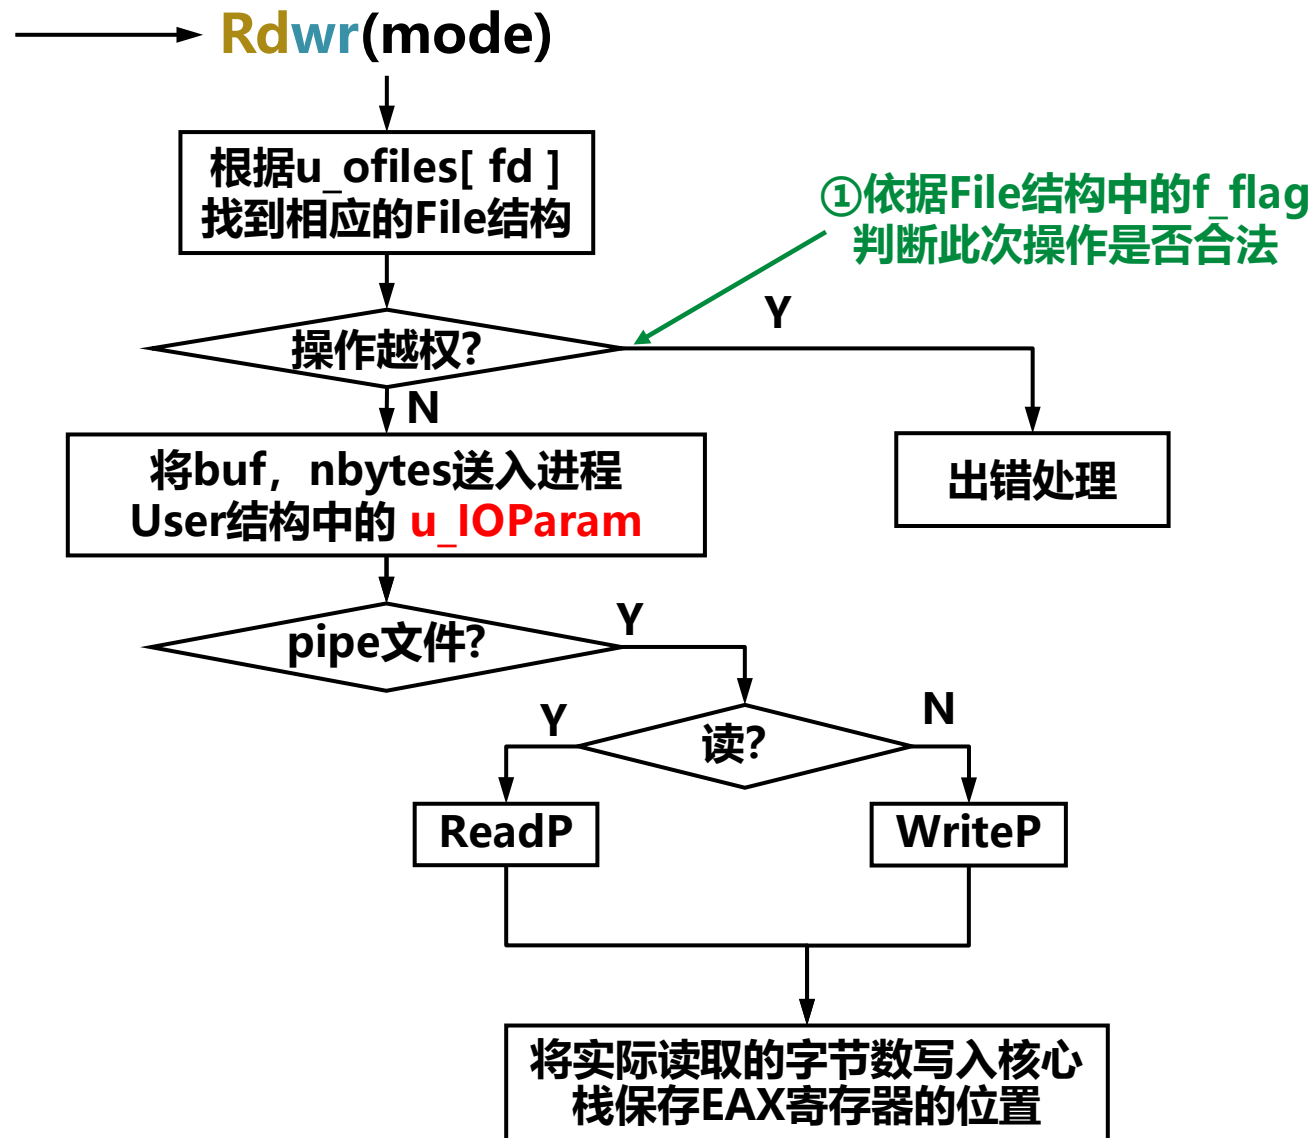 Rdwr(mode)
根据u_ofiles[ fd ]
找到相应的File结构
①依据File结构中的f_flag
判断此次操作是否合法
Y
操作越权?
N
将buf，nbytes送入进程
User结构中的 u_IOParam
出错处理
Y
pipe文件?
Y
N
读?
ReadP
WriteP
将实际读取的字节数写入核心
栈保存EAX寄存器的位置